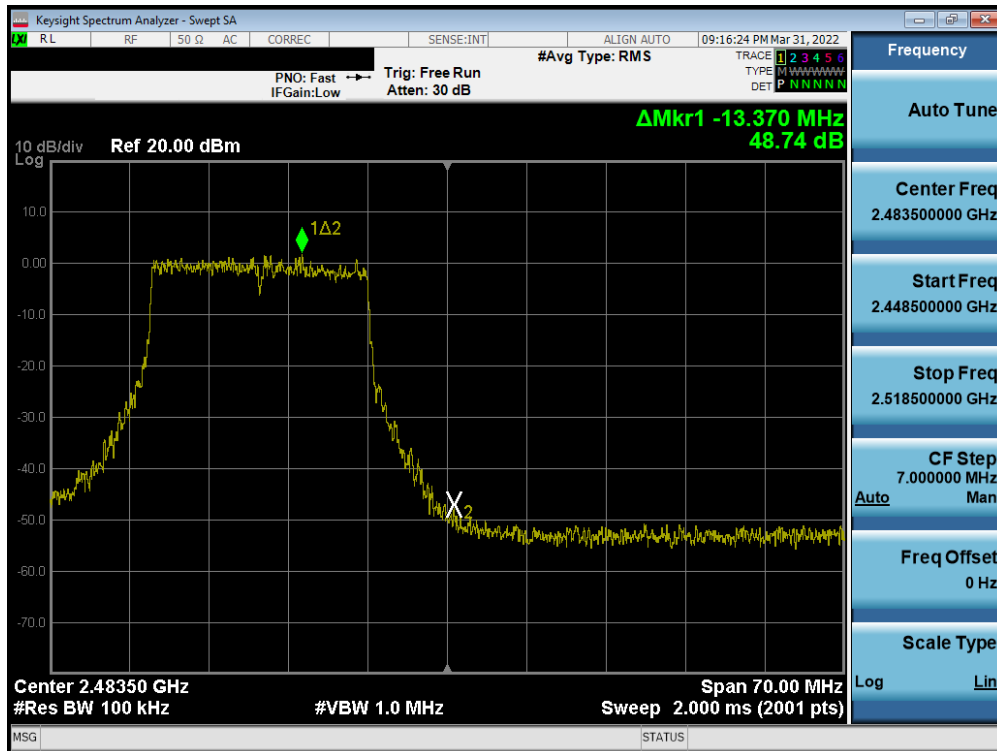 Keysight Spectrum Analyzer - Swept SA
LXI RL RF 50 Ω AC CORREC SENSE:INT ALIGN AUTO 09:16:24 PM Mar 31, 2022
#Avg Type: RMS TRACE 1 2 3 4 5 6
PNO: Fast Trig: Free Run TYPE M WWWWW
IFGain:Low Atten: 30 dB DET P N N N N N
Frequency
Auto Tune
Center Freq
2.483500000 GHz
Start Freq
2.448500000 GHz
Stop Freq
2.518500000 GHz
CF Step
7.000000 MHz
Auto Man
Freq Offset
0 Hz
Scale Type
Log Lin
ΔMkr1 -13.370 MHz
48.74 dB
10 dB/div Ref 20.00 dBm
Log
10.0
0.00
-10.0
-20.0
-30.0
-40.0
-50.0
-60.0
-70.0
1Δ2
X2
Center 2.48350 GHz Span 70.00 MHz
#Res BW 100 kHz #VBW 1.0 MHz Sweep 2.000 ms (2001 pts)
MSG STATUS